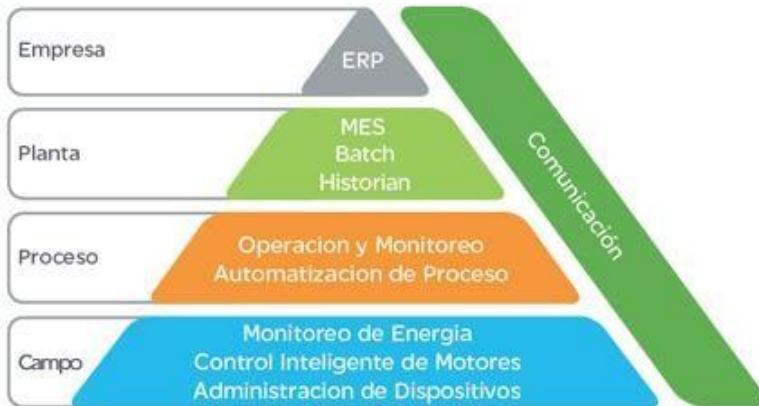 Empresa
ERP
Planta
MES
Batch
Historian
Proceso
Operacion y Monitoreo
Automatizacion de Proceso
Campo
Monitoreo de Energia
Control Inteligente de Motores
Administracion de Dispositivos
Comunicación